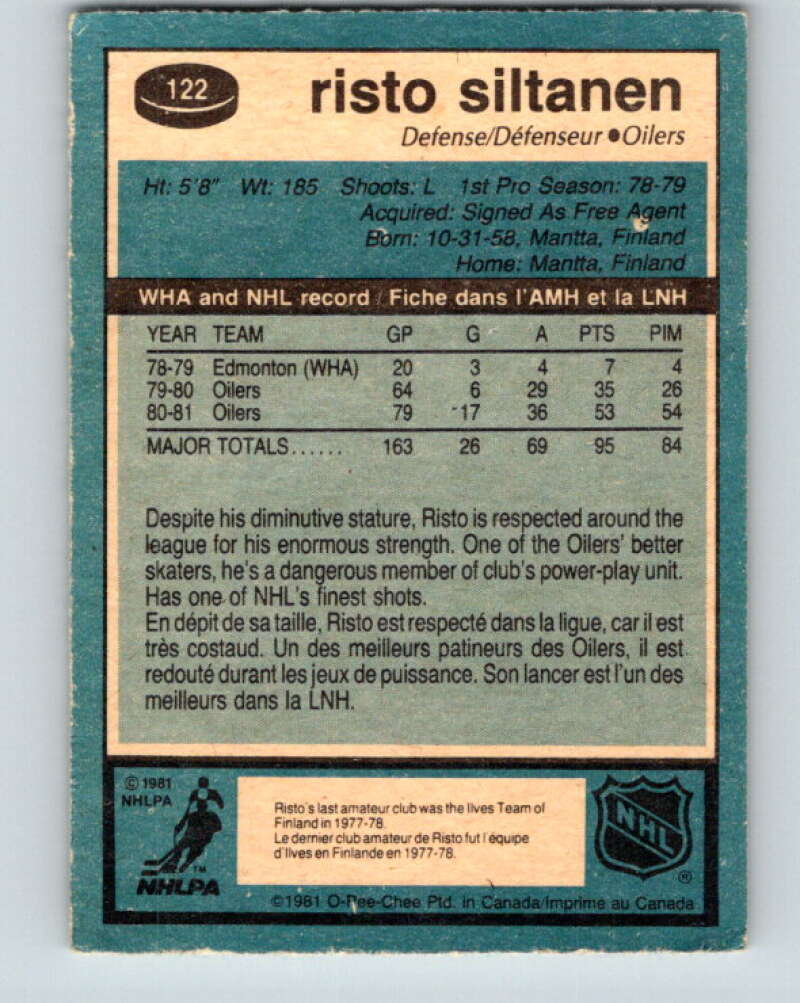 122
risto siltanen
Defense/Défenseur • Oilers
Ht: 5'8" Wt: 185 Shoots: L 1st Pro Season: 78-79
Acquired: Signed As Free Agent
Born: 10-31-58, Mantta, Finland
Home: Mantta, Finland
WHA and NHL record / Fiche dans l'AMH et la LNH
YEAR TEAM GP G A PTS PIM
78-79 Edmonton (WHA) 20 3 4 7 4
79-80 Oilers 64 6 29 35 26
80-81 Oilers 79 17 36 53 54
MAJOR TOTALS...... 163 26 69 95 84
Despite his diminutive stature, Risto is respected around the
league for his enormous strength. One of the Oilers' better
skaters, he's a dangerous member of club's power-play unit.
Has one of NHL's finest shots.
En dépit de sa taille, Risto est respecté dans la ligue, car il est
très costaud. Un des meilleurs patineurs des Oilers, il est
redouté durant les jeux de puissance. Son lancer est l'un des
meilleurs dans la LNH.
© 1981
NHLPA
TM
NHLPA
Risto's last amateur club was the Ilves Team of
Finland in 1977-78.
Le dernier club amateur de Risto fut l'équipe
d'Ilves en Finlande en 1977-78.
NHL
®
©1981 O-Pee-Chee Ptd. in Canada/Imprime au Canada